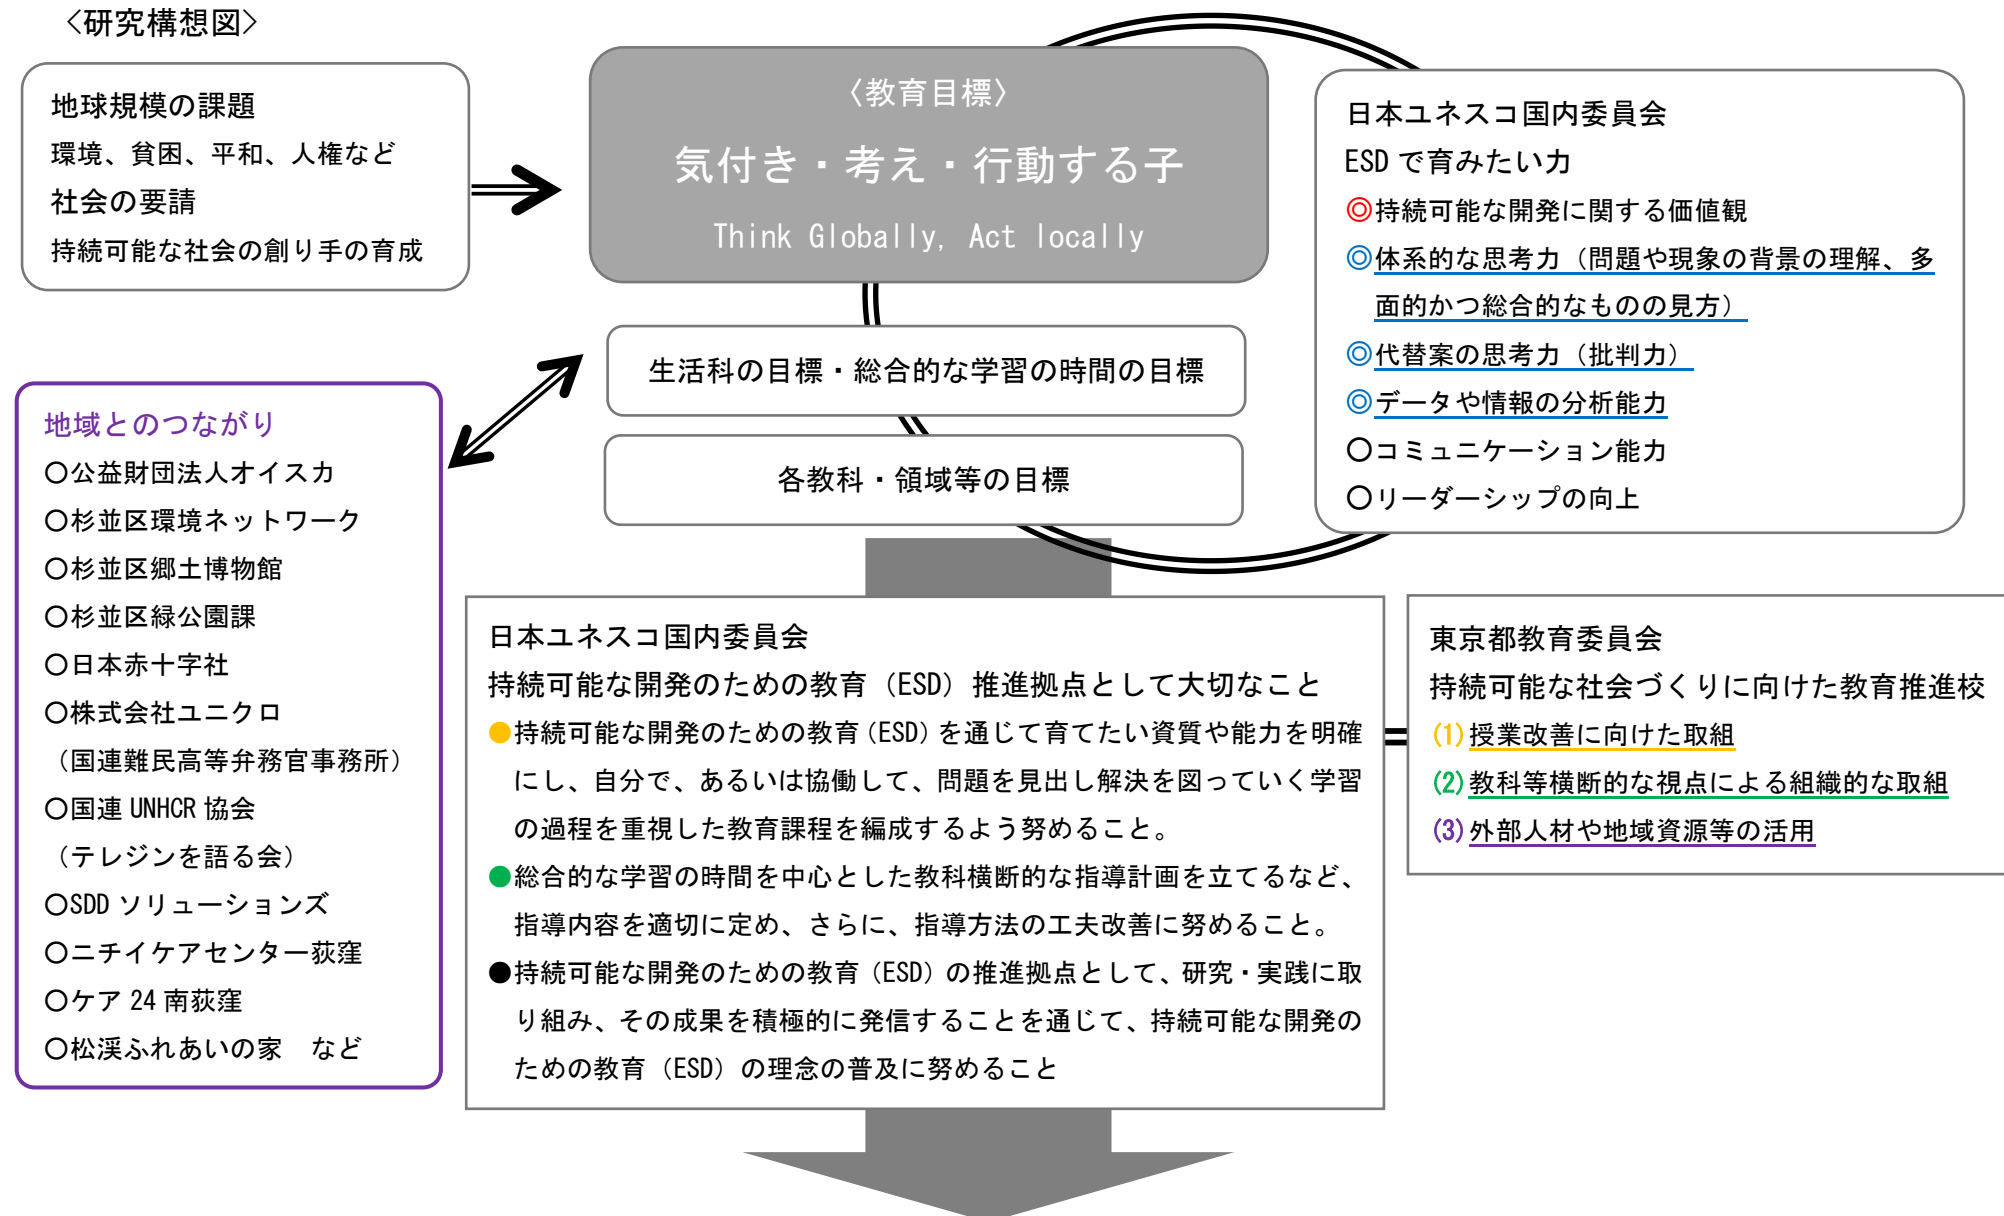 〈研究構想図〉
地球規模の課題
環境、貧困、平和、人権など
社会の要請
持続可能な社会の創り手の育成
〈教育目標〉
気付き・考え・行動する子
Think Globally, Act locally
生活科の目標・総合的な学習の時間の目標
各教科・領域等の目標
日本ユネスコ国内委員会
ESDで育みたい力
◎持続可能な開発に関する価値観
◎体系的な思考力（問題や現象の背景の理解、多
面的かつ総合的なものの見方）
◎代替案の思考力（批判力）
◎データや情報の分析能力
〇コミュニケーション能力
〇リーダーシップの向上
地域とのつながり
〇公益財団法人オイスカ
〇杉並区環境ネットワーク
〇杉並区郷土博物館
〇杉並区緑公園課
〇日本赤十字社
〇株式会社ユニクロ
（国連難民高等弁務官事務所）
〇国連UNHCR協会
（テレジンを語る会）
〇SDDソリューションズ
〇ニチイケアセンター荻窪
〇ケア24南荻窪
〇松渓ふれあいの家　など
日本ユネスコ国内委員会
持続可能な開発のための教育（ESD）推進拠点として大切なこと
●持続可能な開発のための教育（ESD）を通じて育てたい資質や能力を明確
にし、自分で、あるいは協働して、問題を見出し解決を図っていく学習
の過程を重視した教育課程を編成するよう努めること。
●総合的な学習の時間を中心とした教科横断的な指導計画を立てるなど、
指導内容を適切に定め、さらに、指導方法の工夫改善に努めること。
●持続可能な開発のための教育（ESD）の推進拠点として、研究・実践に取
り組み、その成果を積極的に発信することを通じて、持続可能な開発の
ための教育（ESD）の理念の普及に努めること
東京都教育委員会
持続可能な社会づくりに向けた教育推進校
(1)授業改善に向けた取組
(2)教科等横断的な視点による組織的な取組
(3)外部人材や地域資源等の活用